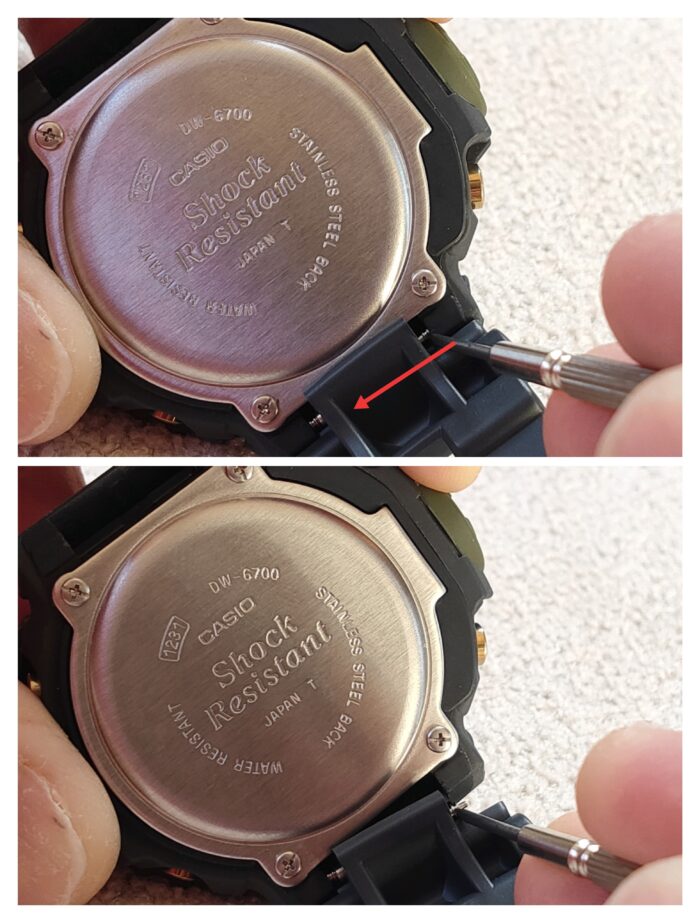 DW-6700
CASIO
Shock
Resistant
JAPAN T
STAINLESS STEEL BACK
WATER RESISTANT
DW-6700
1231
CASIO
Shock
Resistant
JAPAN T
STAINLESS STEEL BACK
WATER RESISTANT